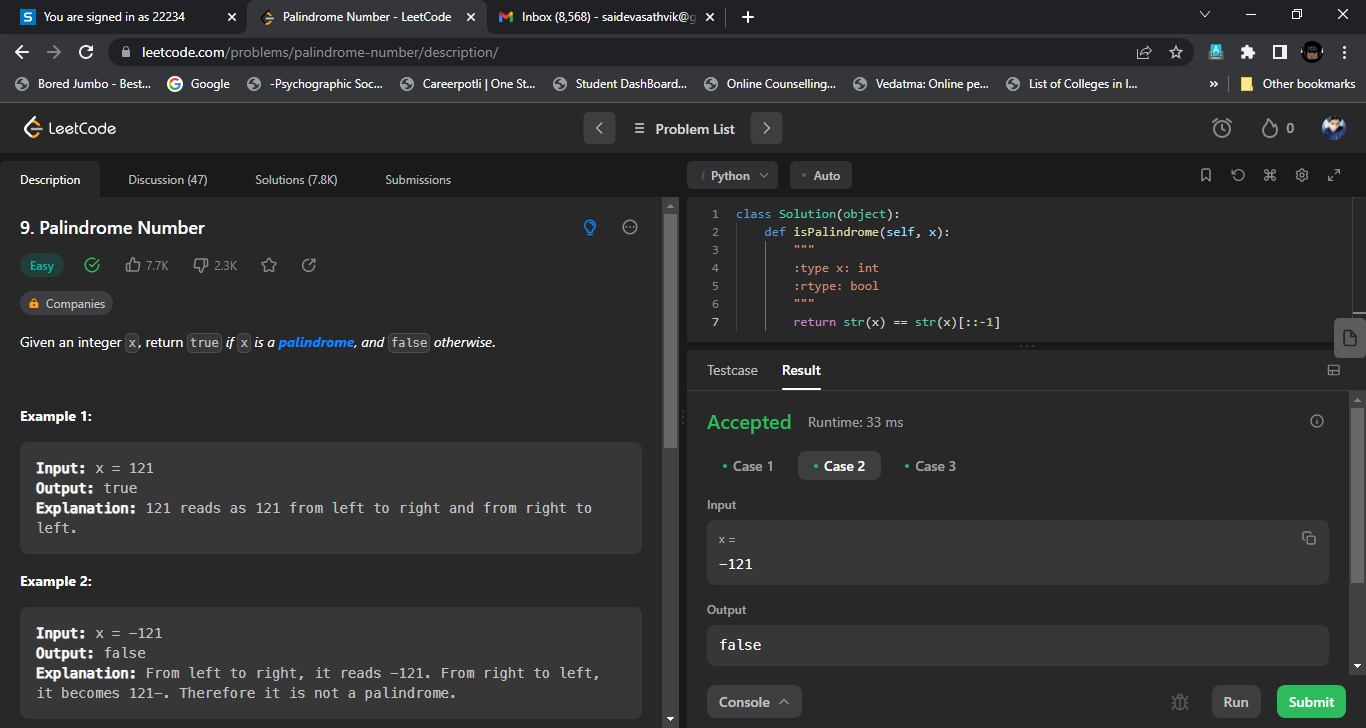 You are signed in as 22234
Palindrome Number - LeetCode
Inbox (8,568) - saidevasathvik@g
leetcode.com/problems/palindrome-number/description/
Bored Jumbo - Best...
Google
-Psychographic Soc...
Careerpotli | One St...
Student DashBoard...
Online Counselling...
Vedatma: Online pe...
List of Colleges in I...
»
Other bookmarks
LeetCode
Problem List
0
Description
Discussion (47)
Solutions (7.8K)
Submissions
9. Palindrome Number
Easy
7.7K
2.3K
Companies
Given an integer x, return true if x is a palindrome, and false otherwise.
Example 1:
Input: x = 121
Output: true
Explanation: 121 reads as 121 from left to right and from right to
left.
Example 2:
Input: x = -121
Output: false
Explanation: From left to right, it reads -121. From right to left,
it becomes 121-. Therefore it is not a palindrome.
i Python
Auto
1 class Solution(object):
2 def isPalindrome(self, x):
3 """
4 :type x: int
5 :rtype: bool
6 """
7 return str(x) == str(x)[::-1]
Testcase
Result
Accepted
Runtime: 33 ms
Case 1
Case 2
Case 3
Input
x =
-121
Output
false
Console
Run
Submit